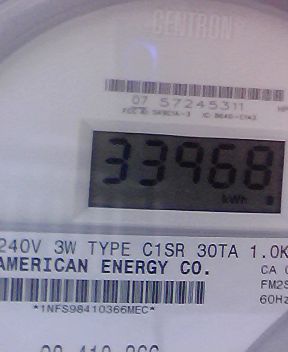 CENTRON
07 57245311
33968
kWh
240V 3W TYPE C1SR 30TA 1.0K
AMERICAN ENERGY CO.
CA
FM2S
60Hz
*1NFS98410366MEC*